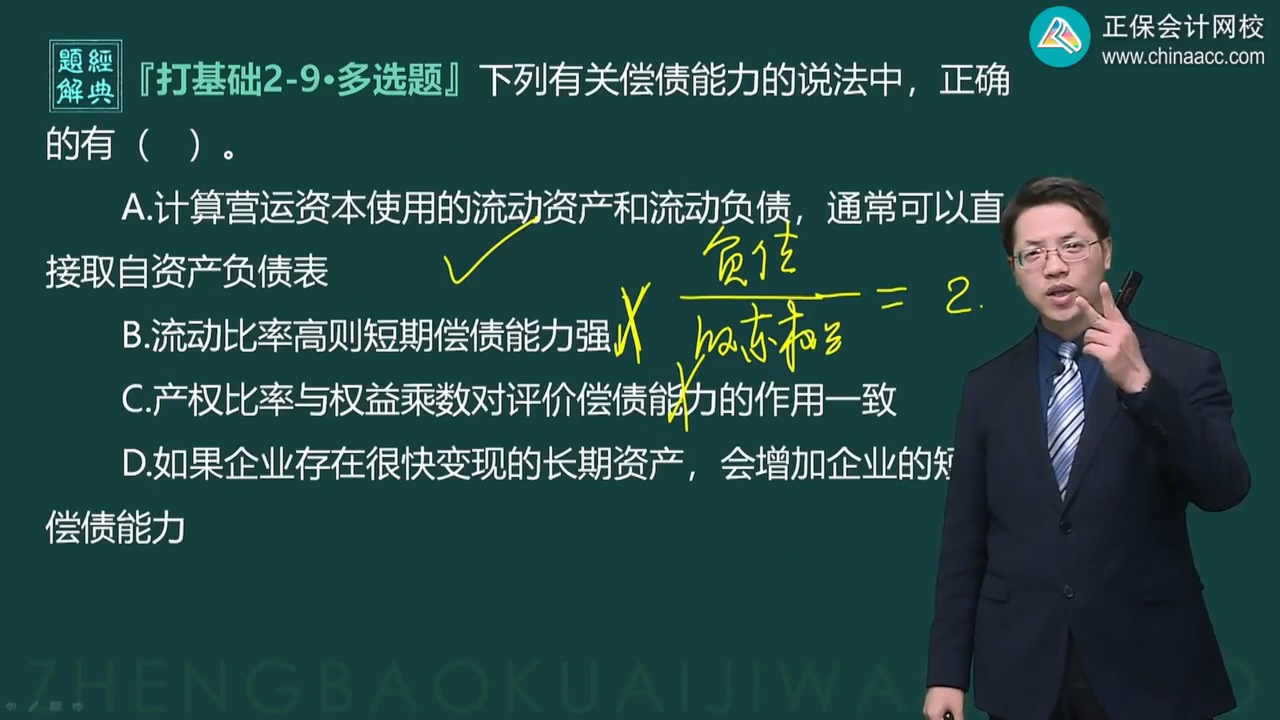 正保会计网校
www.chinaacc.com
經典題解
『打基础2-9·多选题』下列有关偿债能力的说法中，正确
的有（　）。
A.计算营运资本使用的流动资产和流动负债，通常可以直
接取自资产负债表
负债
股东权益
= 2
B.流动比率高则短期偿债能力强
C.产权比率与权益乘数对评价偿债能力的作用一致
D.如果企业存在很快变现的长期资产，会增加企业的短
偿债能力
ZHENGBAOKUAIJIWA